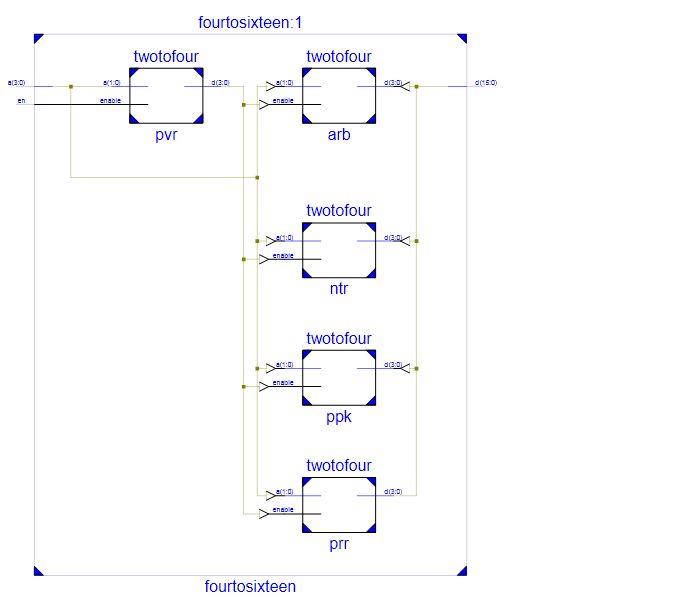 fourtosixteen:1
twotofour
twotofour
a(3:0)
a(1:0)
d(3:0)
a(1:0)
d(3:0)
d(15:0)
en
enable
enable
pvr
arb
twotofour
a(1:0)
d(3:0)
enable
ntr
twotofour
a(1:0)
d(3:0)
enable
ppk
twotofour
a(1:0)
d(3:0)
enable
prr
fourtosixteen